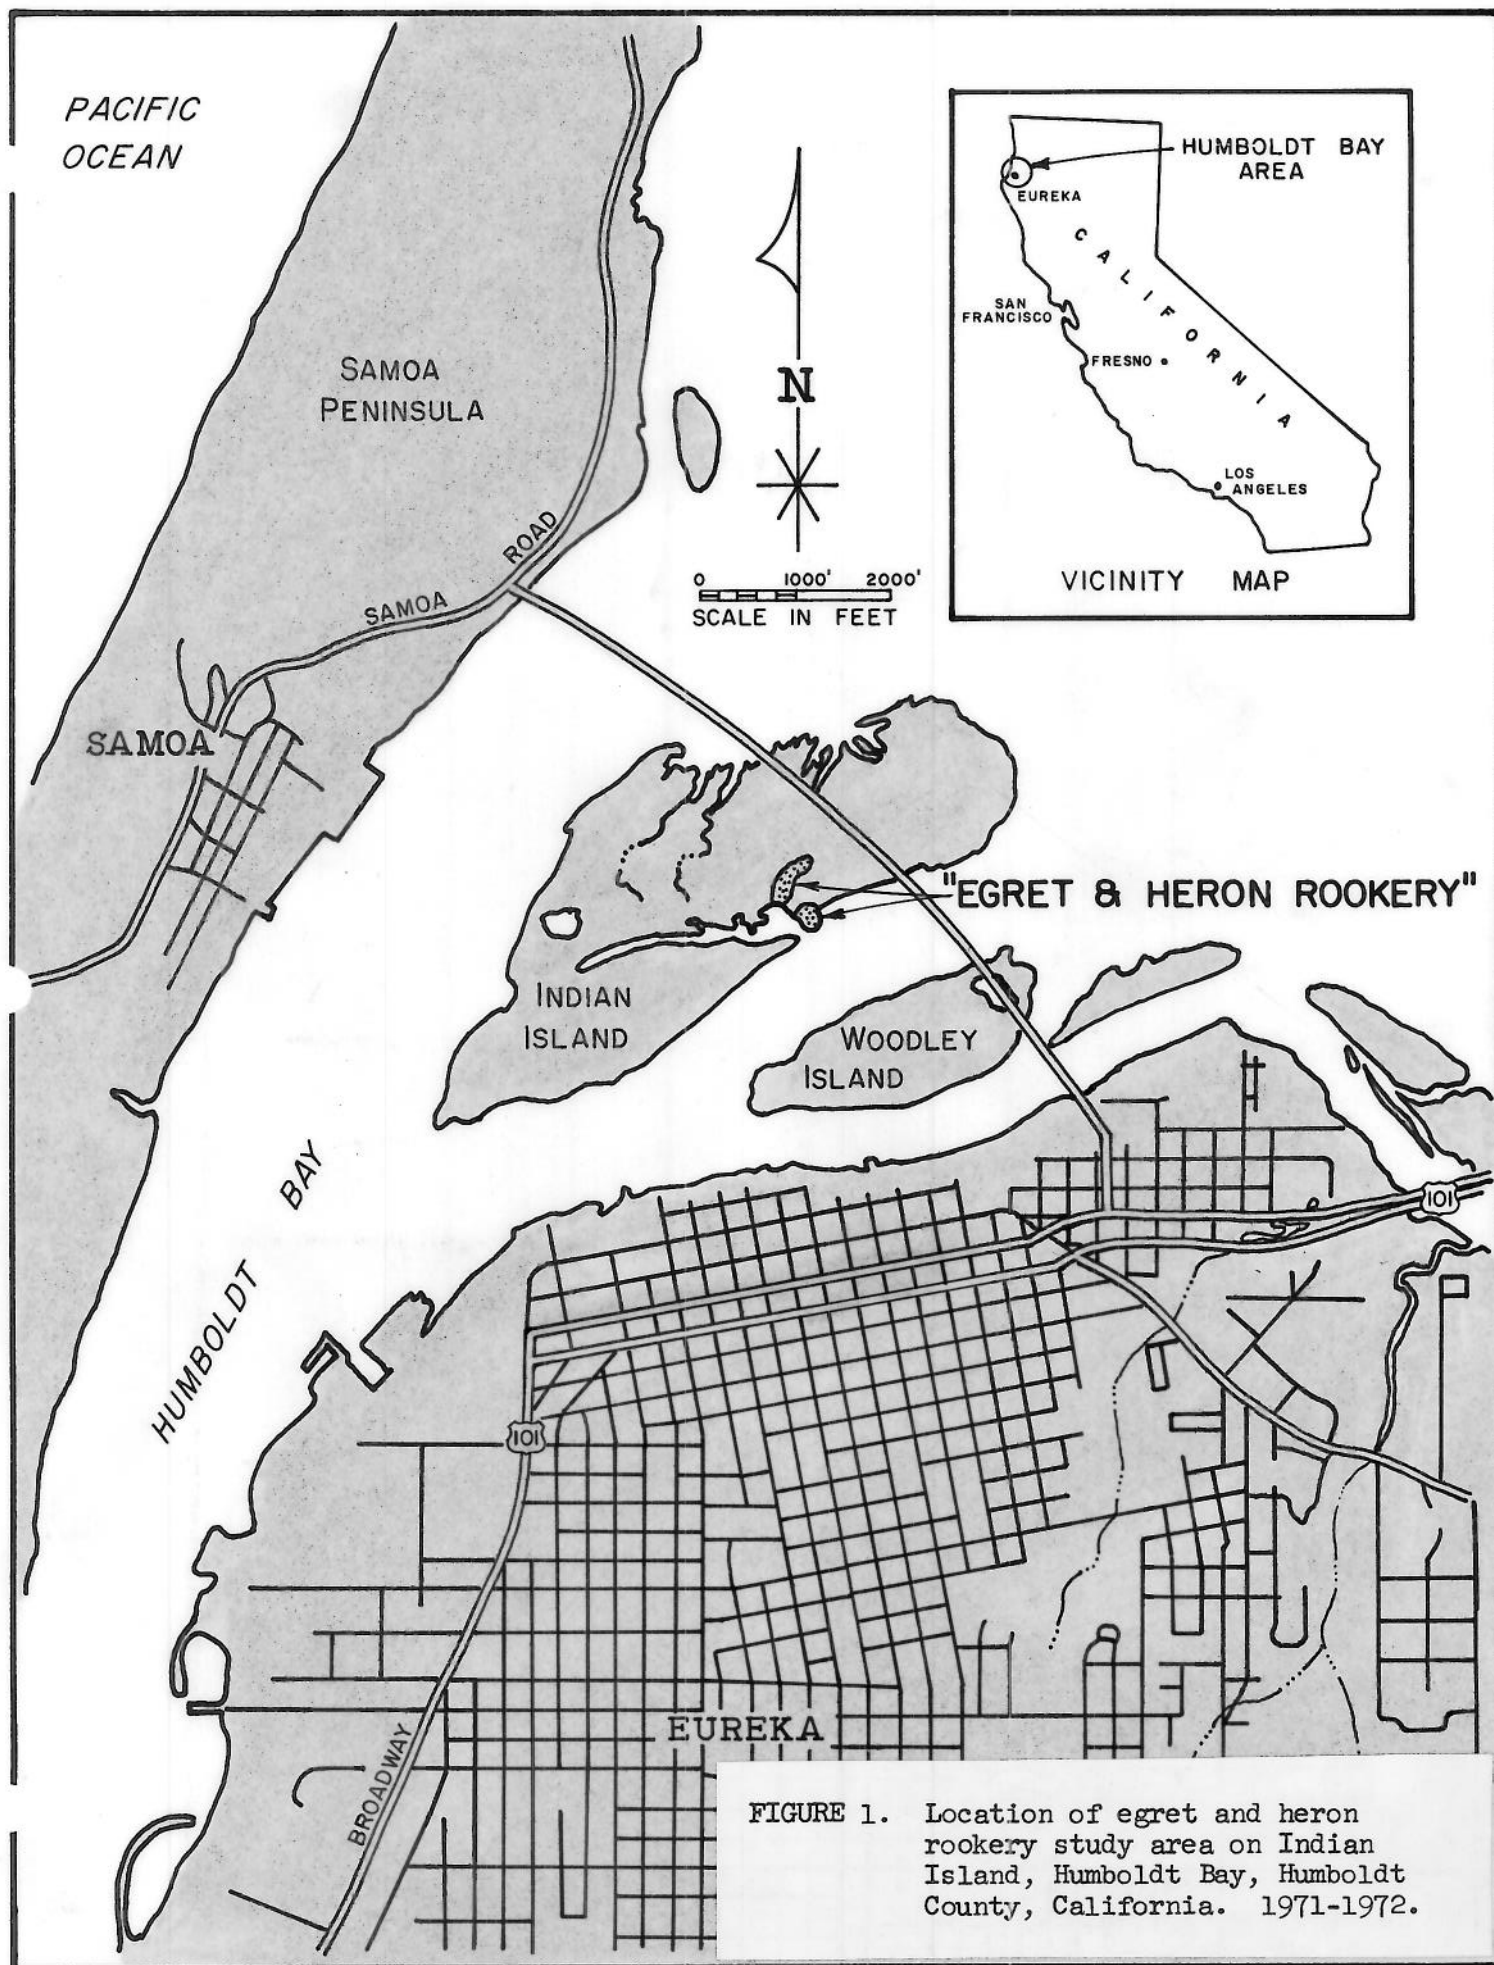 PACIFIC
OCEAN
HUMBOLDT BAY
AREA
EUREKA
CALIFORNIA
SAN
FRANCISCO
FRESNO
LOS
ANGELES
VICINITY MAP
SAMOA
PENINSULA
N
0 1000' 2000'
SCALE IN FEET
SAMOA ROAD
SAMOA
"EGRET & HERON ROOKERY"
INDIAN
ISLAND
WOODLEY
ISLAND
HUMBOLDT BAY
101
101
BROADWAY
EUREKA
FIGURE 1. Location of egret and heron
rookery study area on Indian
Island, Humboldt Bay, Humboldt
County, California. 1971-1972.